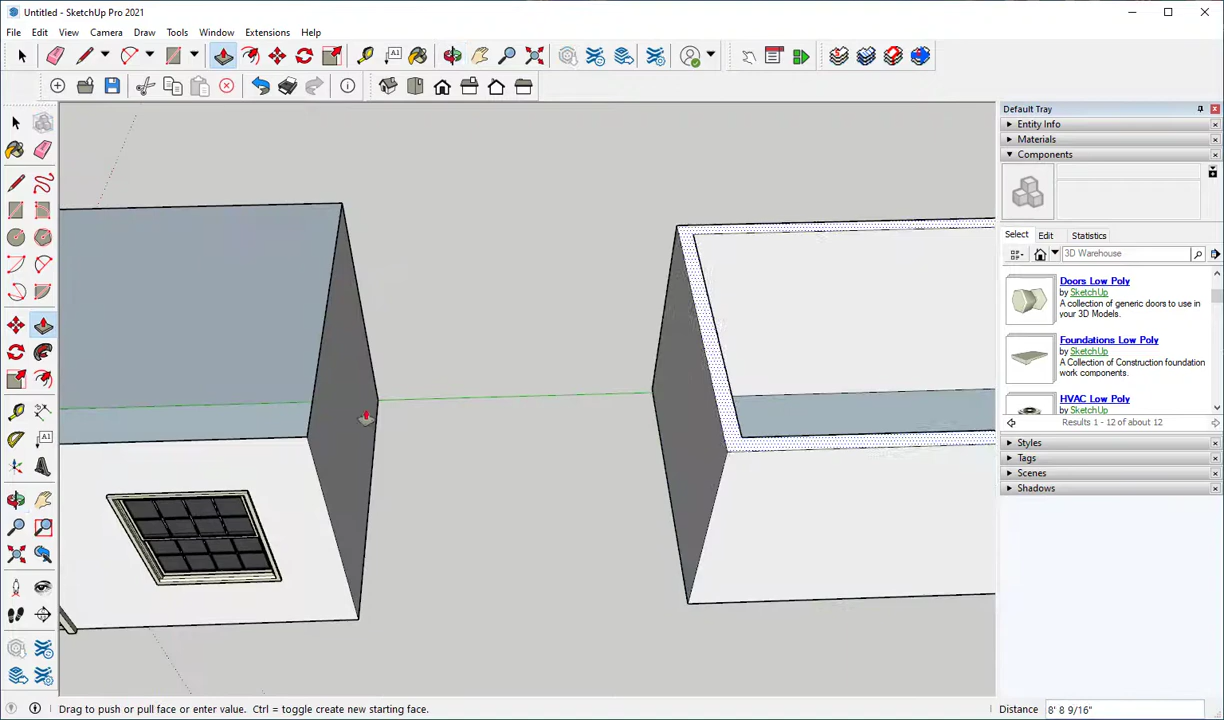 Untitled - SketchUp Pro 2021
File Edit View Camera Draw Tools Window Extensions Help
A1
Default Tray
Entity Info
Materials
Components
Select Edit Statistics
3D Warehouse
Doors Low Poly
by SketchUp
A collection of generic doors to use in
your 3D Models.
Foundations Low Poly
by SketchUp
A Collection of Construction foundation
work components.
HVAC Low Poly
by SketchUp
Results 1 - 12 of about 12
A1
Styles
Tags
Scenes
Shadows
Drag to push or pull face or enter value. Ctrl = toggle create new starting face.
Distance 8' 8 9/16"